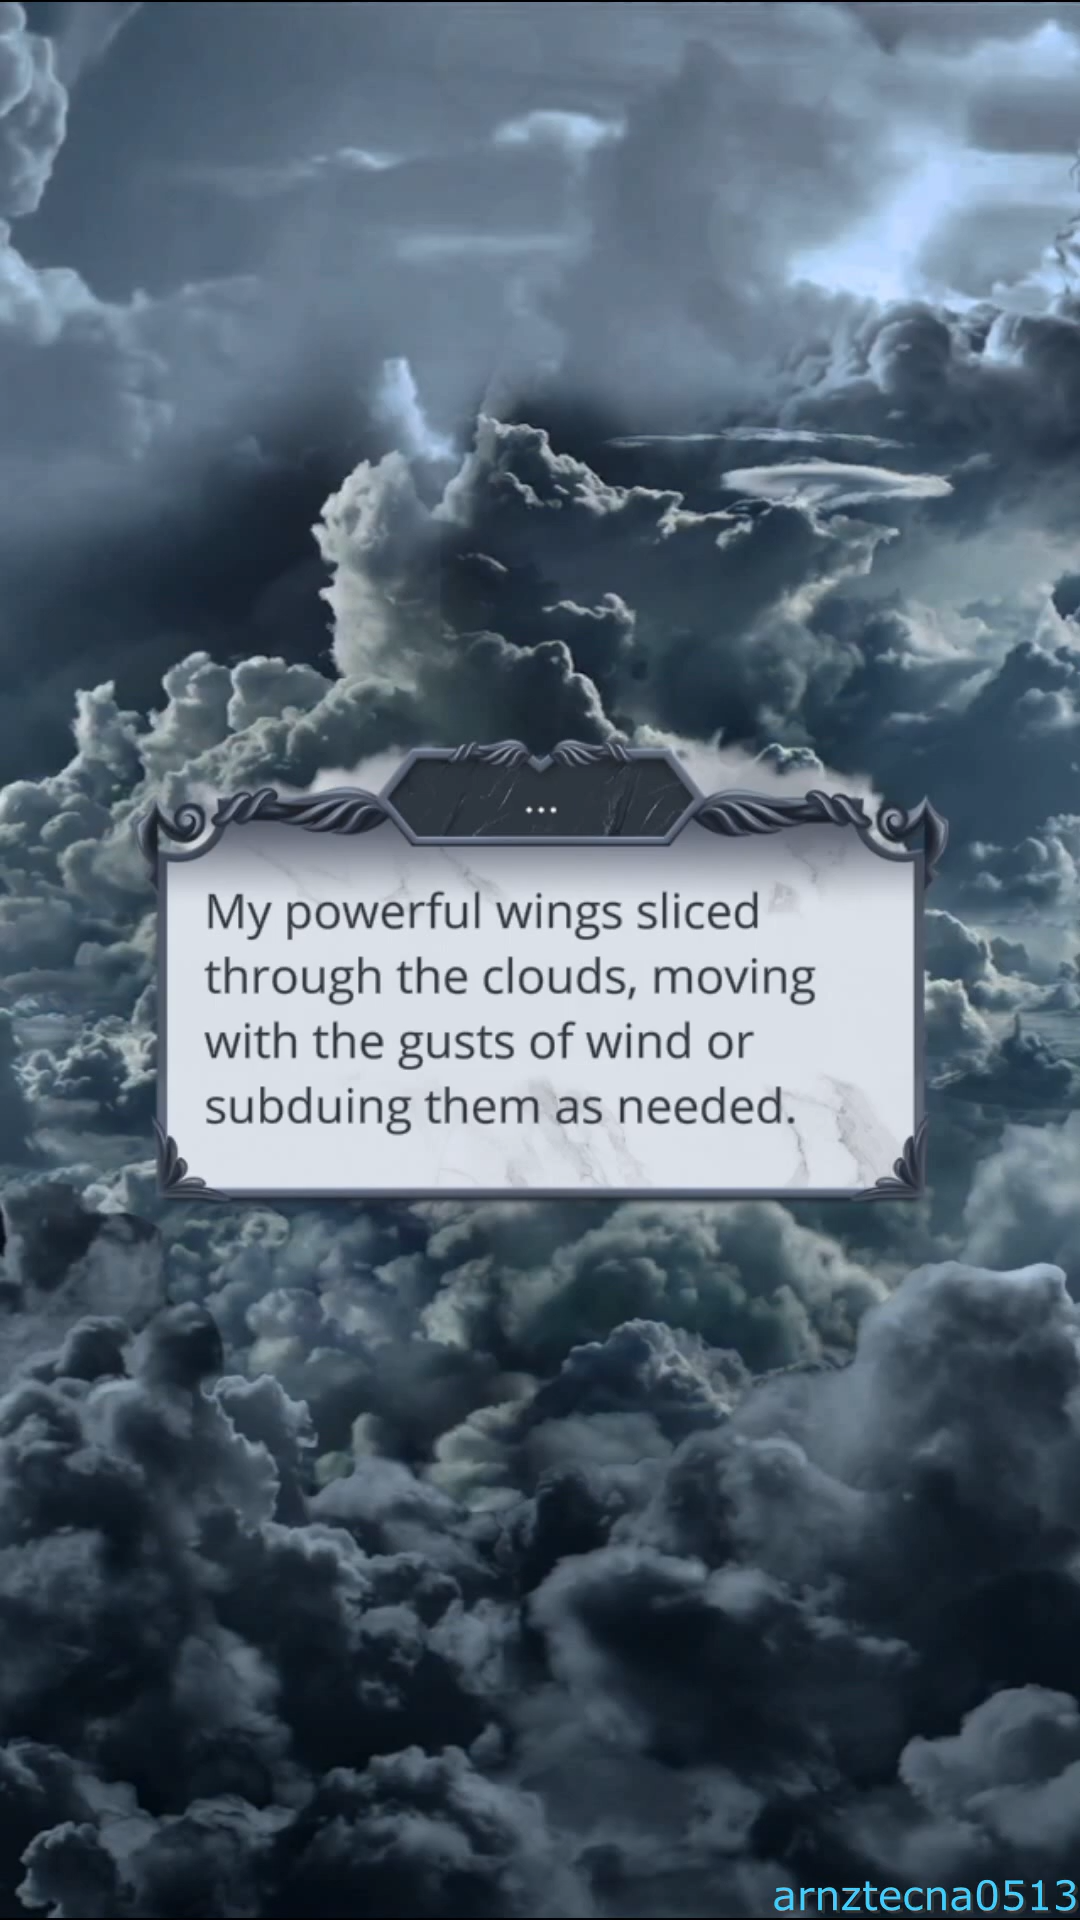 ...
My powerful wings sliced
through the clouds, moving
with the gusts of wind or
subduing them as needed.
arnztecna0513